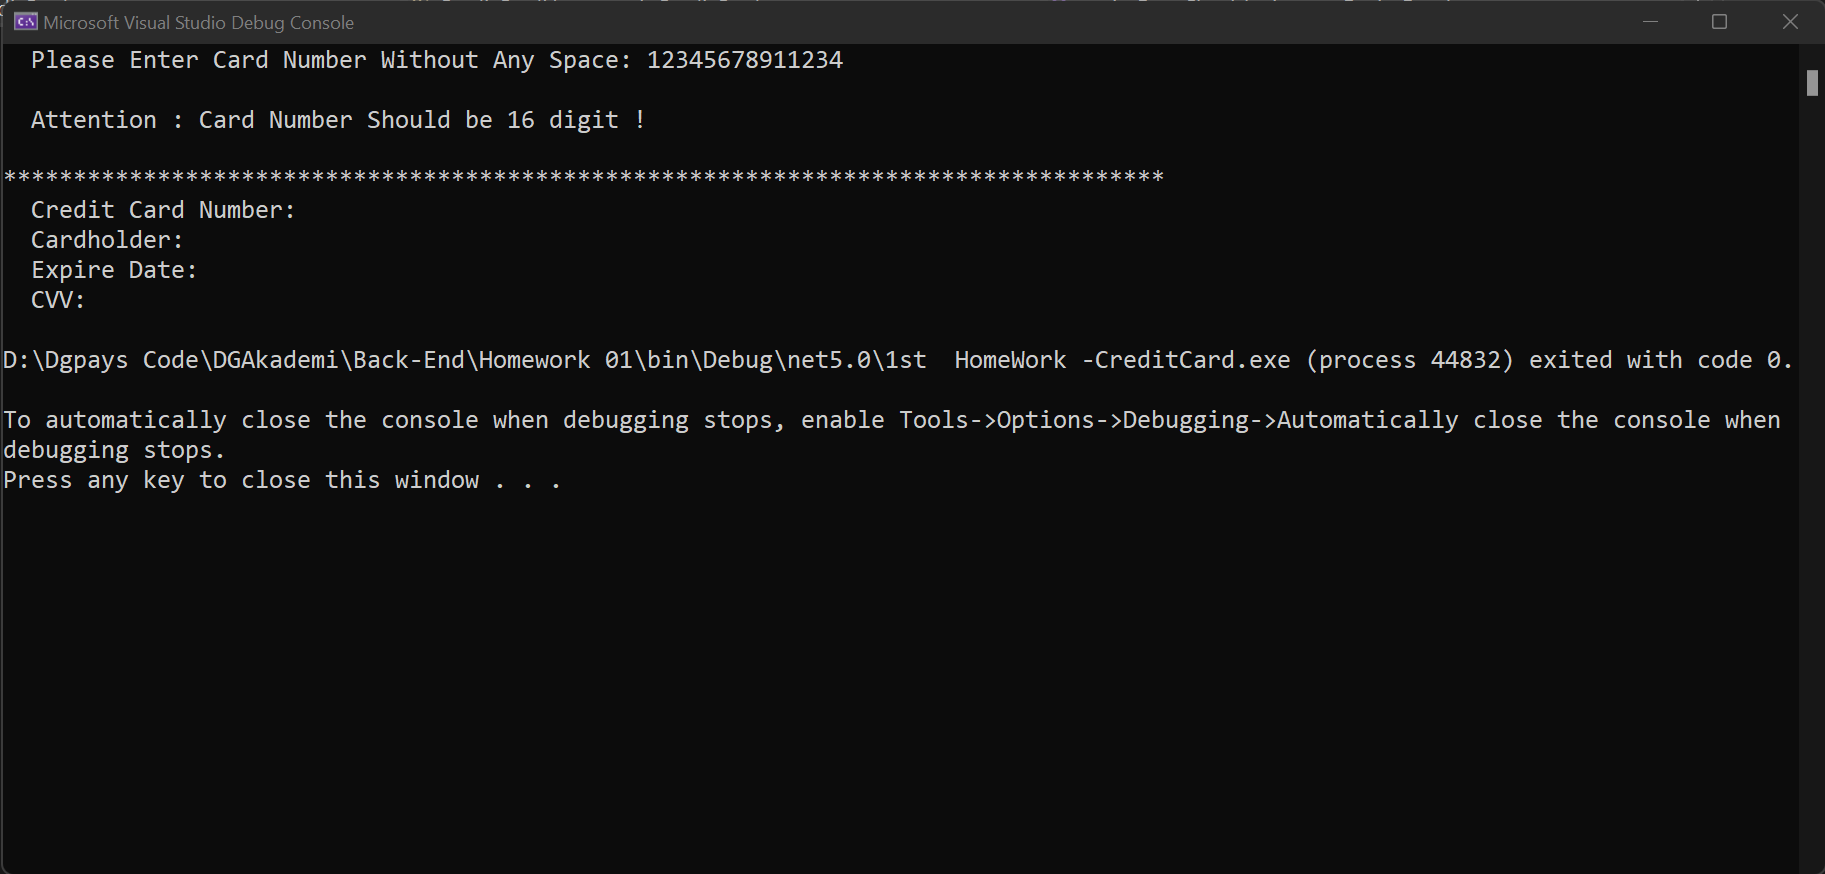 Microsoft Visual Studio Debug Console
Please Enter Card Number Without Any Space: 12345678911234
Attention : Card Number Should be 16 digit !
***********************************************************************************
Credit Card Number:
Cardholder:
Expire Date:
CVV:
D:\Dgpays Code\DGAkademi\Back-End\Homework 01\bin\Debug\net5.0\1st  HomeWork -CreditCard.exe (process 44832) exited with code 0.
To automatically close the console when debugging stops, enable Tools->Options->Debugging->Automatically close the console when
debugging stops.
Press any key to close this window . . .